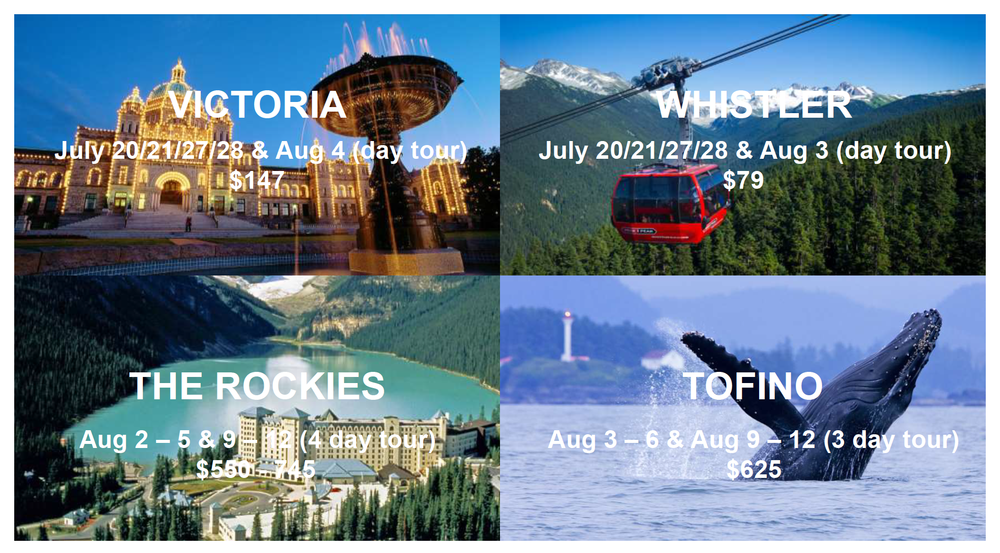 VICTORIA
July 20/21/27/28 & Aug 4 (day tour)
$147
WHISTLER
July 20/21/27/28 & Aug 3 (day tour)
$79
THE ROCKIES
Aug 2 – 5 & 9 – 12 (4 day tour)
$550 - 745
TOFINO
Aug 3 – 6 & Aug 9 – 12 (3 day tour)
$625